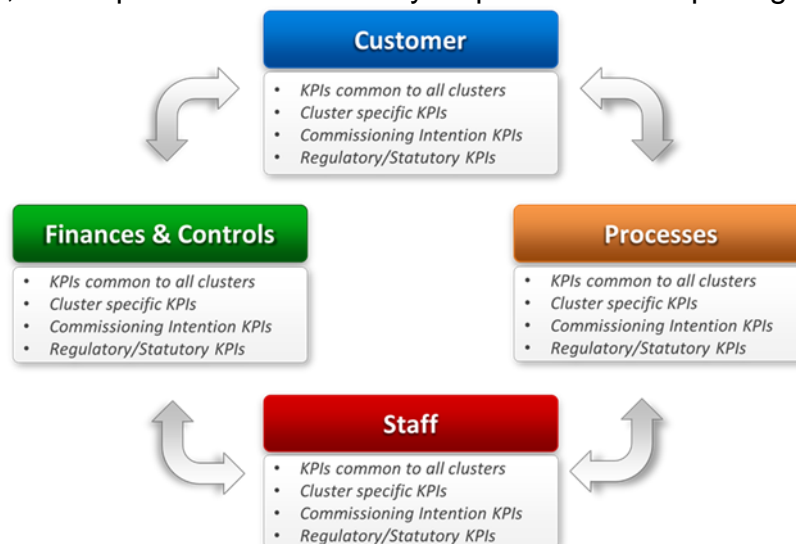 Customer
• KPIs common to all clusters
• Cluster specific KPIs
• Commissioning Intention KPIs
• Regulatory/Statutory KPIs
Finances & Controls
• KPIs common to all clusters
• Cluster specific KPIs
• Commissioning Intention KPIs
• Regulatory/Statutory KPIs
Processes
• KPIs common to all clusters
• Cluster specific KPIs
• Commissioning Intention KPIs
• Regulatory/Statutory KPIs
Staff
• KPIs common to all clusters
• Cluster specific KPIs
• Commissioning Intention KPIs
• Regulatory/Statutory KPIs